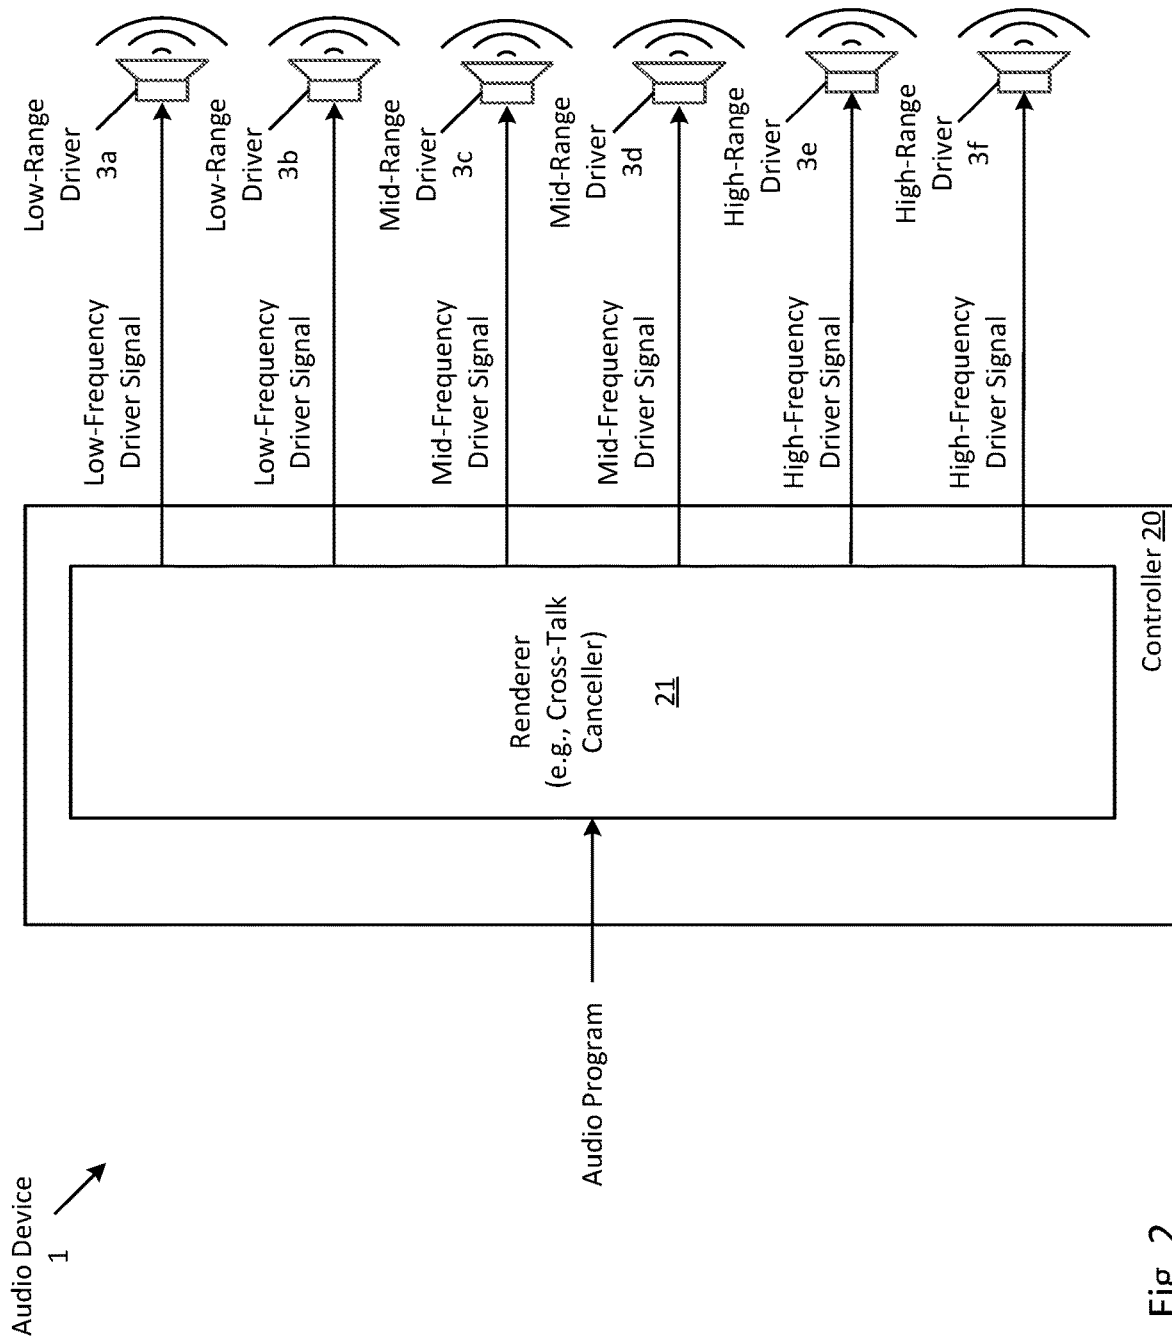 Audio Device
1
Audio Program
Renderer
(e.g., Cross-Talk
Canceller)
21
Controller 20
Low-Frequency
Driver Signal
Low-Range
Driver
3a
Low-Frequency
Driver Signal
Low-Range
Driver
3b
Mid-Frequency
Driver Signal
Mid-Range
Driver
3c
Mid-Frequency
Driver Signal
Mid-Range
Driver
3d
High-Frequency
Driver Signal
High-Range
Driver
3e
High-Frequency
Driver Signal
High-Range
Driver
3f
Fig. 2